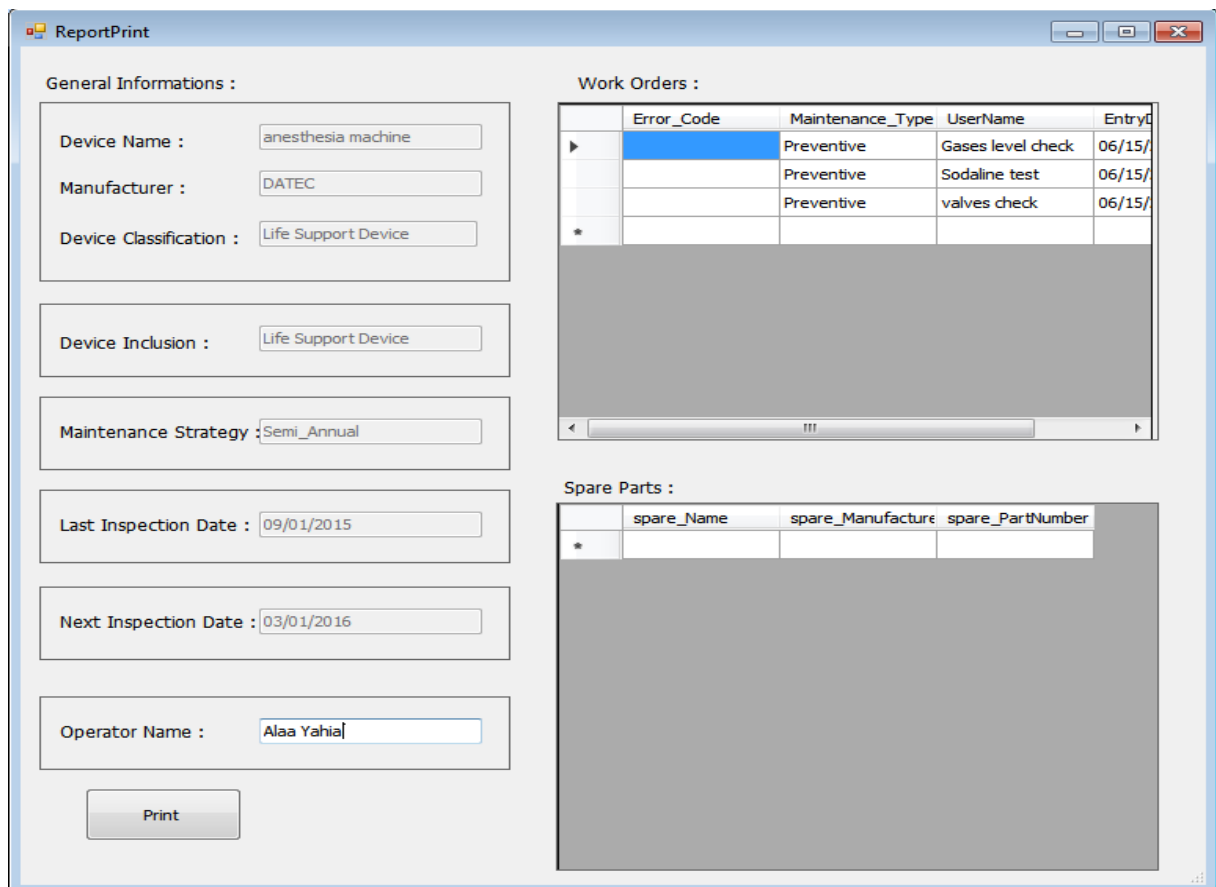 ReportPrint
General Informations :
Device Name : anesthesia machine
Manufacturer : DATEC
Device Classification : Life Support Device
Device Inclusion : Life Support Device
Maintenance Strategy : Semi_Annual
Last Inspection Date : 09/01/2015
Next Inspection Date : 03/01/2016
Operator Name : Alaa Yahia
Print
Work Orders :
Error_Code Maintenance_Type UserName EntryD
Preventive Gases level check 06/15/
Preventive Sodaline test 06/15/
Preventive valves check 06/15/
*
Spare Parts :
spare_Name spare_Manufacture spare_PartNumber
*